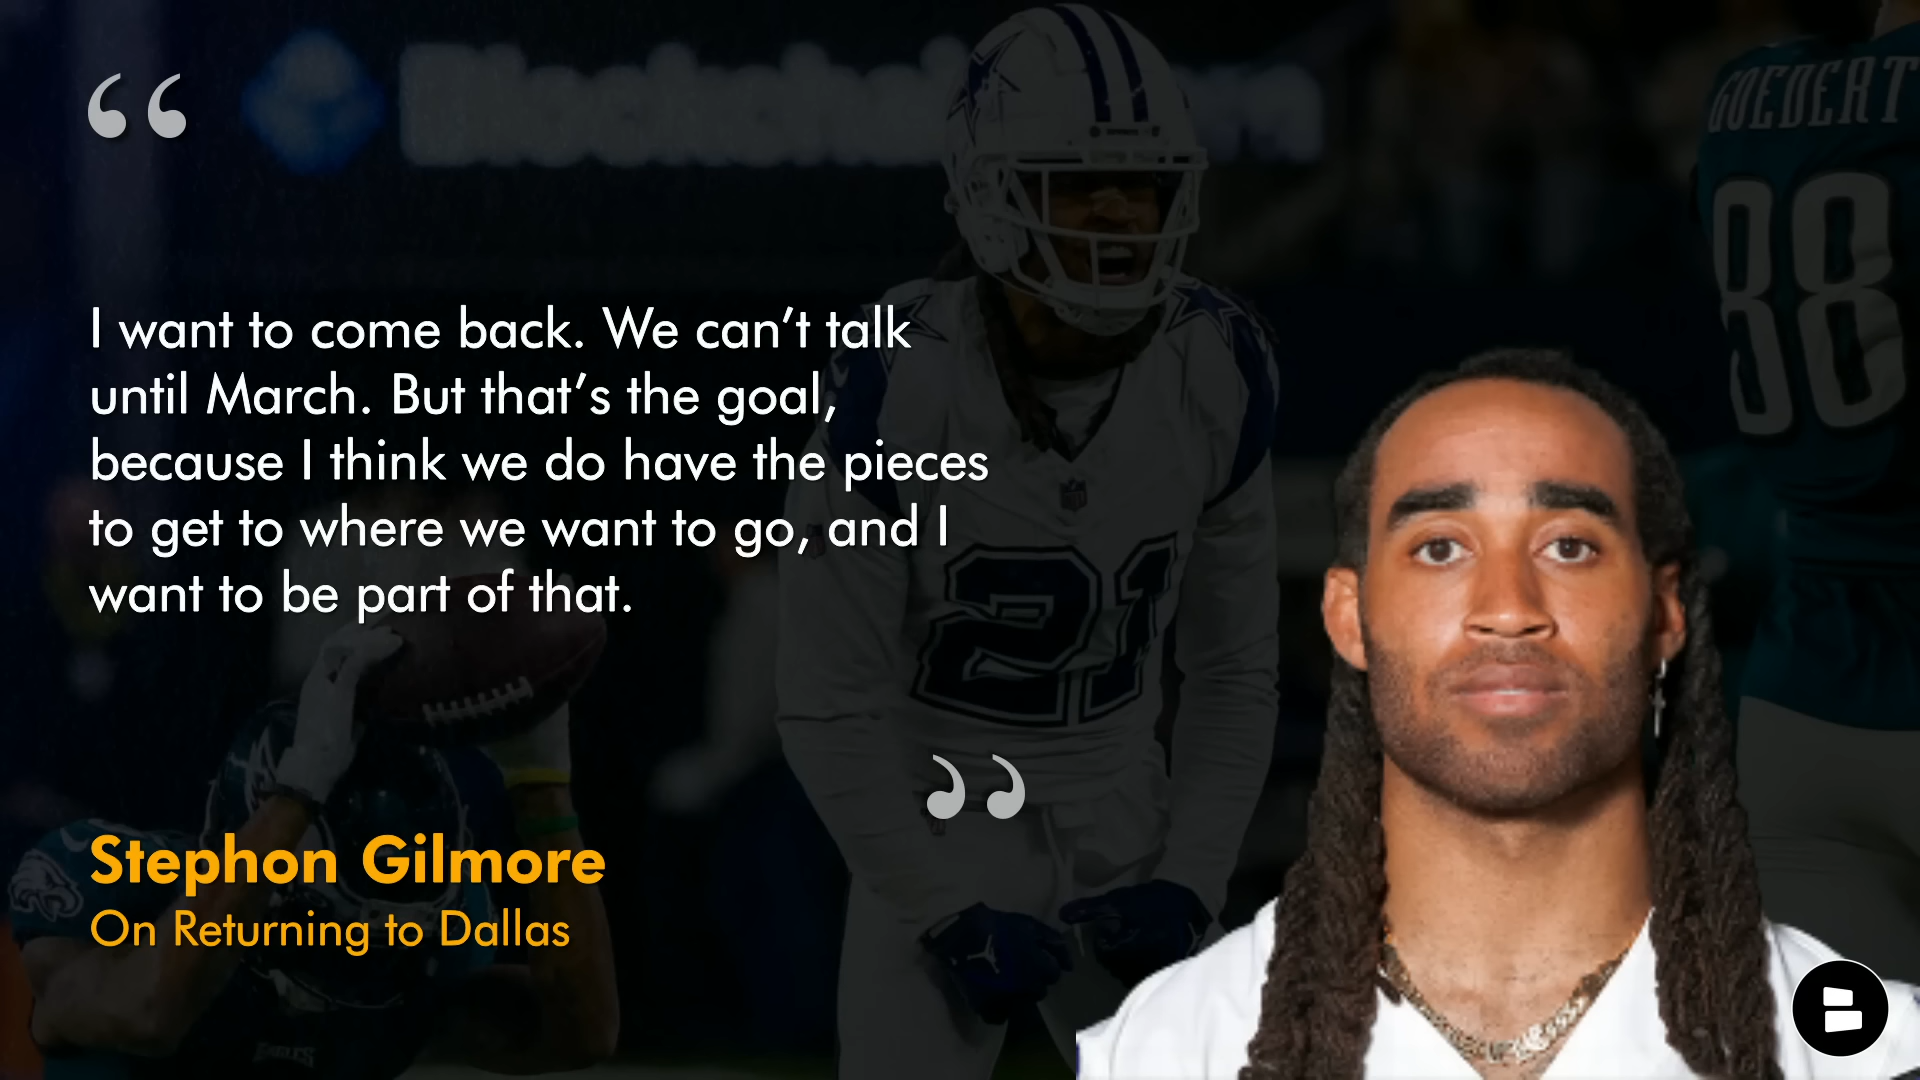 GOEDERT
88
“
I want to come back. We can’t talk
until March. But that’s the goal,
because I think we do have the pieces
to get to where we want to go, and I
want to be part of that.
21
”
Stephon Gilmore
On Returning to Dallas